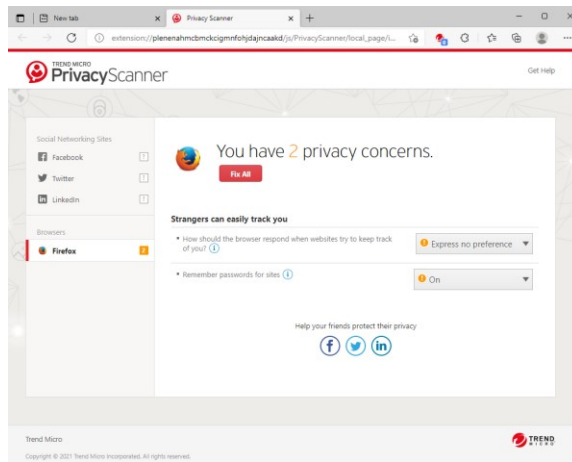 New tab
Privacy Scanner
extension://plenenahmcbmckcigmnfohjdajncaakd/js/PrivacyScanner/local_page/i...
TREND MICRO
PrivacyScanner
Get Help
Social Networking Sites
Facebook
Twitter
LinkedIn
Browsers
Firefox 2
You have 2 privacy concerns.
Fix All
Strangers can easily track you
• How should the browser respond when websites try to keep track
of you?
Express no preference
• Remember passwords for sites
On
Help your friends protect their privacy
Trend Micro
TREND
MICRO
Copyright © 2021 Trend Micro Incorporated. All rights reserved.